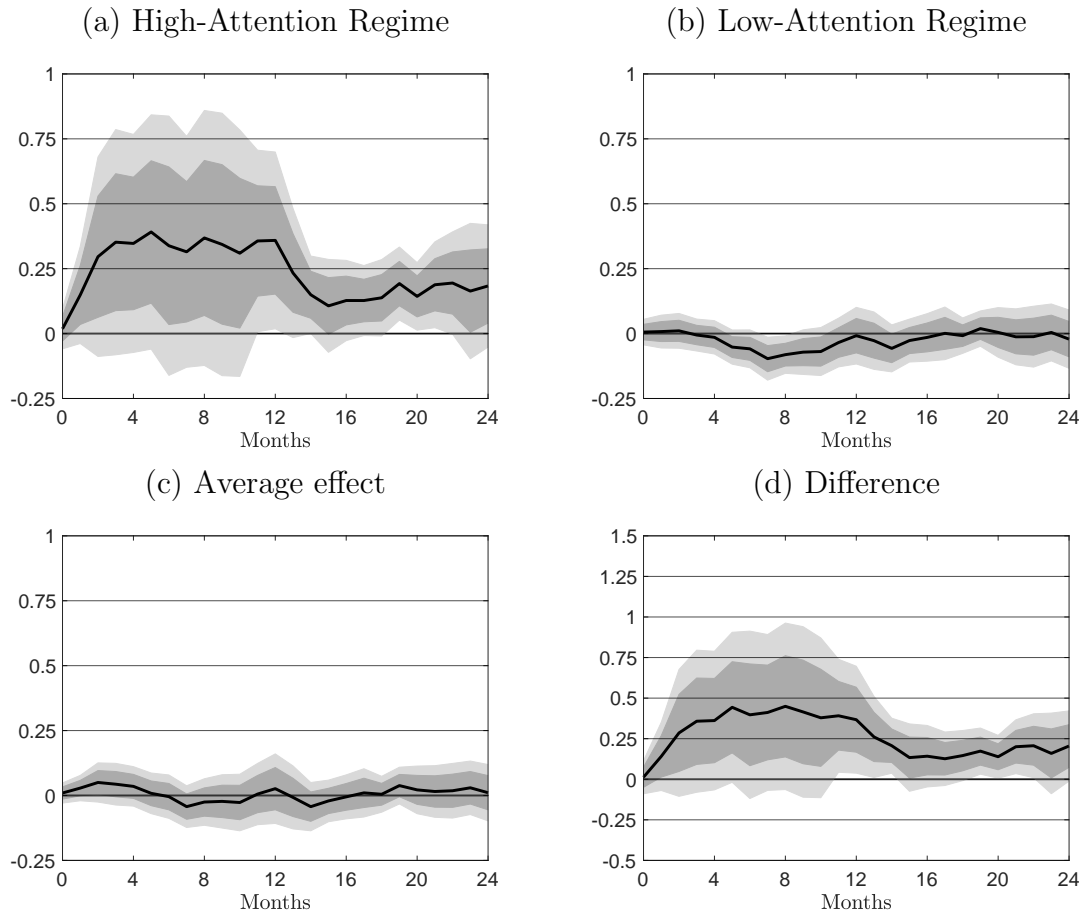 (a) High-Attention Regime
1
0.75
0.5
0.25
0
-0.25
0 4 8 12 16 20 24
Months
(b) Low-Attention Regime
1
0.75
0.5
0.25
0
-0.25
0 4 8 12 16 20 24
Months
(c) Average effect
1
0.75
0.5
0.25
0
-0.25
0 4 8 12 16 20 24
Months
(d) Difference
1.5
1.25
1
0.75
0.5
0.25
0
-0.25
-0.5
0 4 8 12 16 20 24
Months